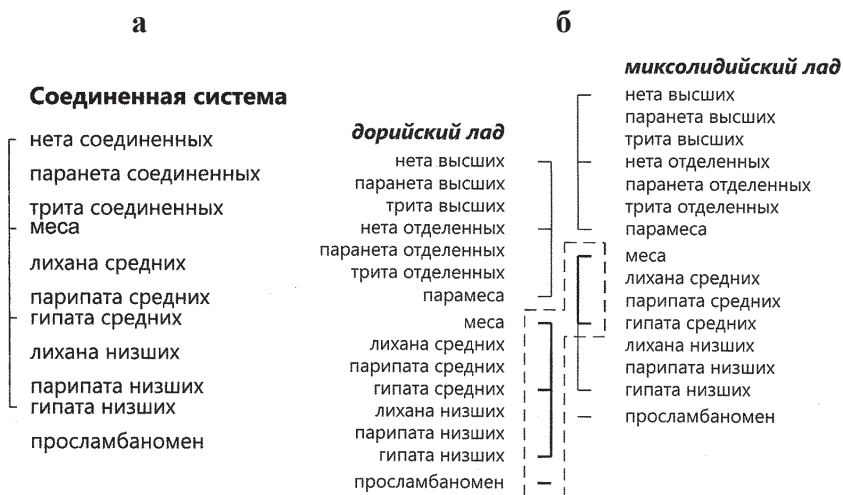 а
Соединенная система
нета соединенных
паранета соединенных
трита соединенных
меса
лихана средних
парипата средних
гипата средних
лихана низших
парипата низших
гипата низших
просламбаномен
б
дорийский лад
нета высших
паранета высших
трита высших
нета отделенных
паранета отделенных
трита отделенных
парамеса
меса
лихана средних
парипата средних
гипата средних
лихана низших
парипата низших
гипата низших
просламбаномен
миксолидийский лад
нета высших
паранета высших
трита высших
нета отделенных
паранета отделенных
трита отделенных
парамеса
меса
лихана средних
парипата средних
гипата средних
лихана низших
парипата низших
гипата низших
просламбаномен